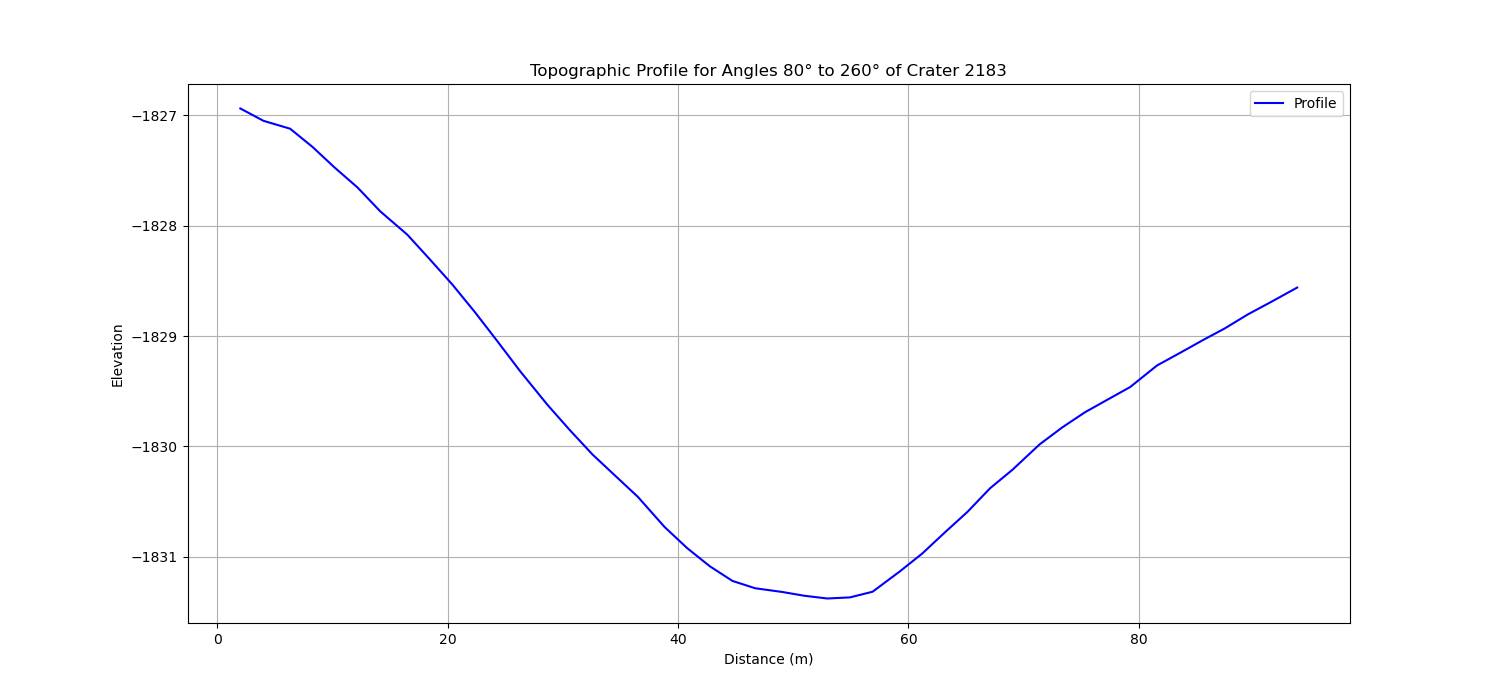 Topographic Profile for Angles 80° to 260° of Crater 2183
Profile
−1827
−1828
−1829
−1830
−1831
Elevation
0 20 40 60 80
Distance (m)